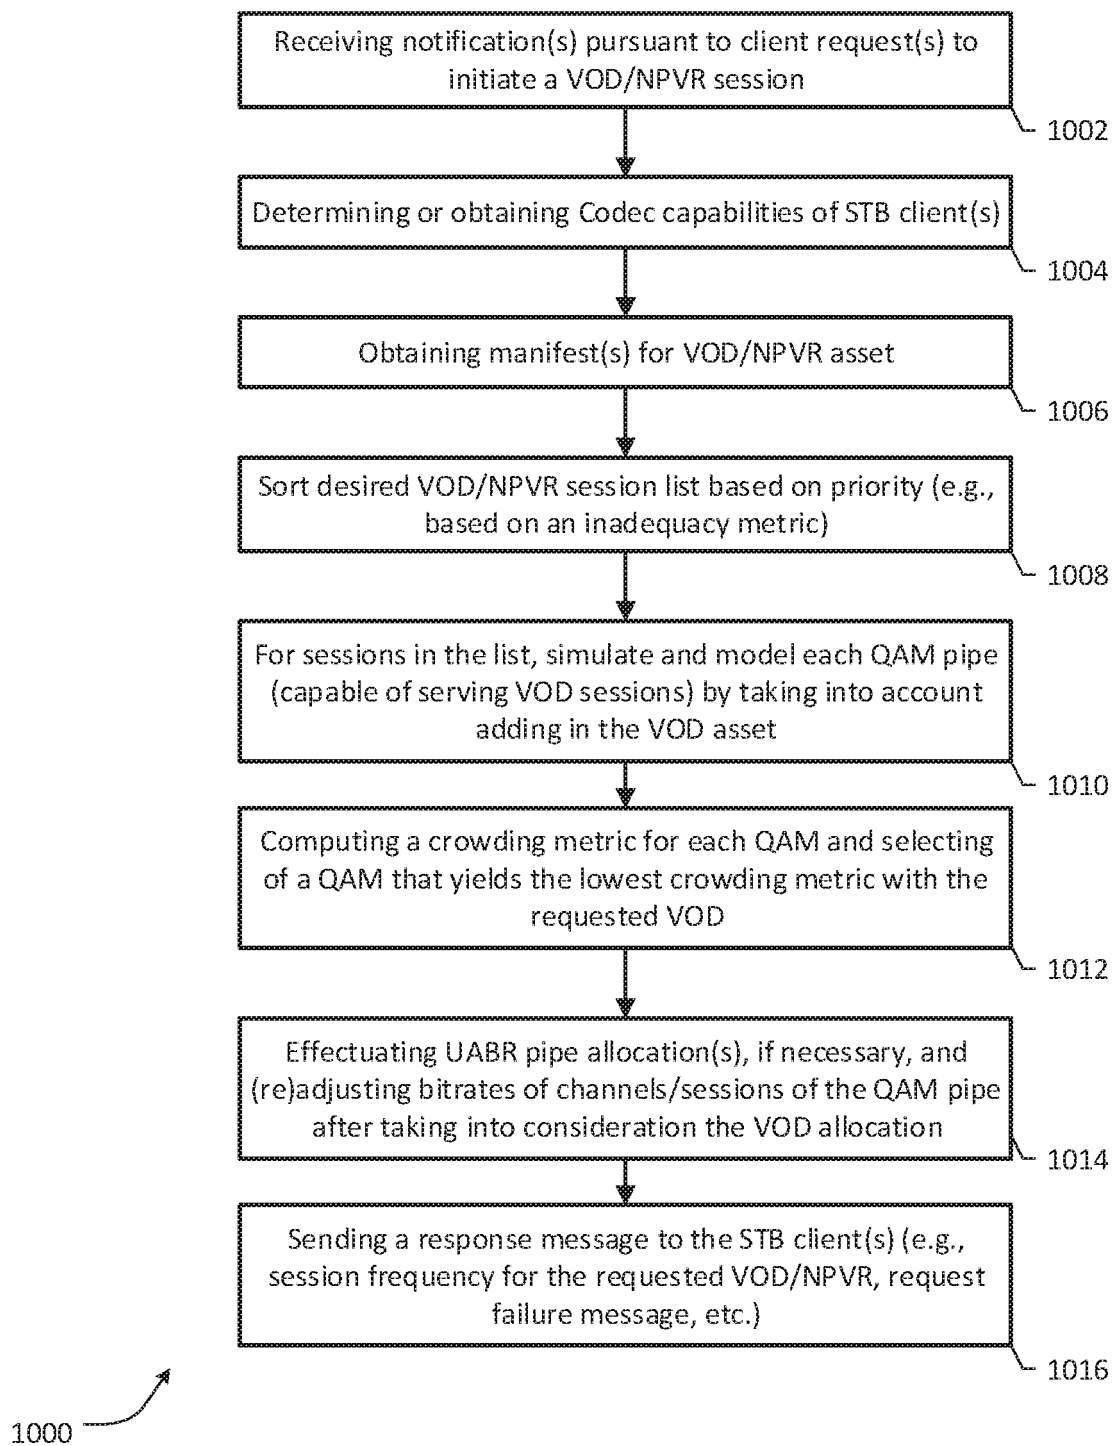 Receiving notification(s) pursuant to client request(s) to
initiate a VOD/NPVR session
1002
Determining or obtaining Codec capabilities of STB client(s)
1004
Obtaining manifest(s) for VOD/NPVR asset
1006
Sort desired VOD/NPVR session list based on priority (e.g.,
based on an inadequacy metric)
1008
For sessions in the list, simulate and model each QAM pipe
(capable of serving VOD sessions) by taking into account
adding in the VOD asset
1010
Computing a crowding metric for each QAM and selecting
of a QAM that yields the lowest crowding metric with the
requested VOD
1012
Effectuating UABR pipe allocation(s), if necessary, and
(re)adjusting bitrates of channels/sessions of the QAM pipe
after taking into consideration the VOD allocation
1014
Sending a response message to the STB client(s) (e.g.,
session frequency for the requested VOD/NPVR, request
failure message, etc.)
1016
1000